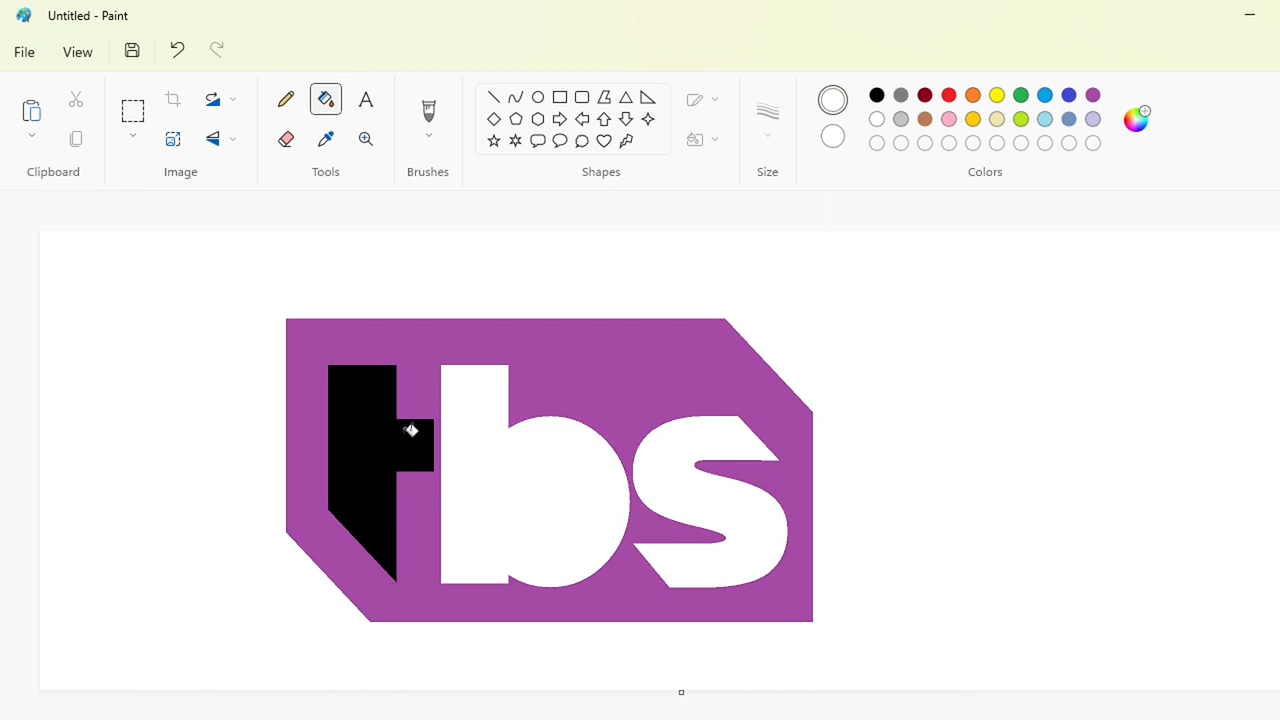 Untitled - Paint
File View
Clipboard Image Tools Brushes Shapes Size Colors
tbs